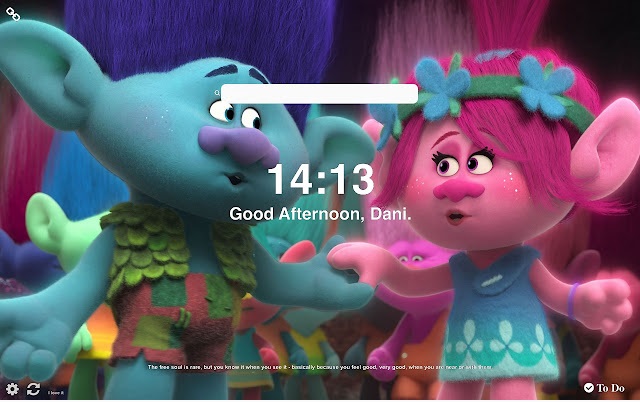 14:13
Good Afternoon, Dani.
The free soul is rare, but you know it when you see it - basically because you feel good, very good, when you are near or with them.
I love it
To Do